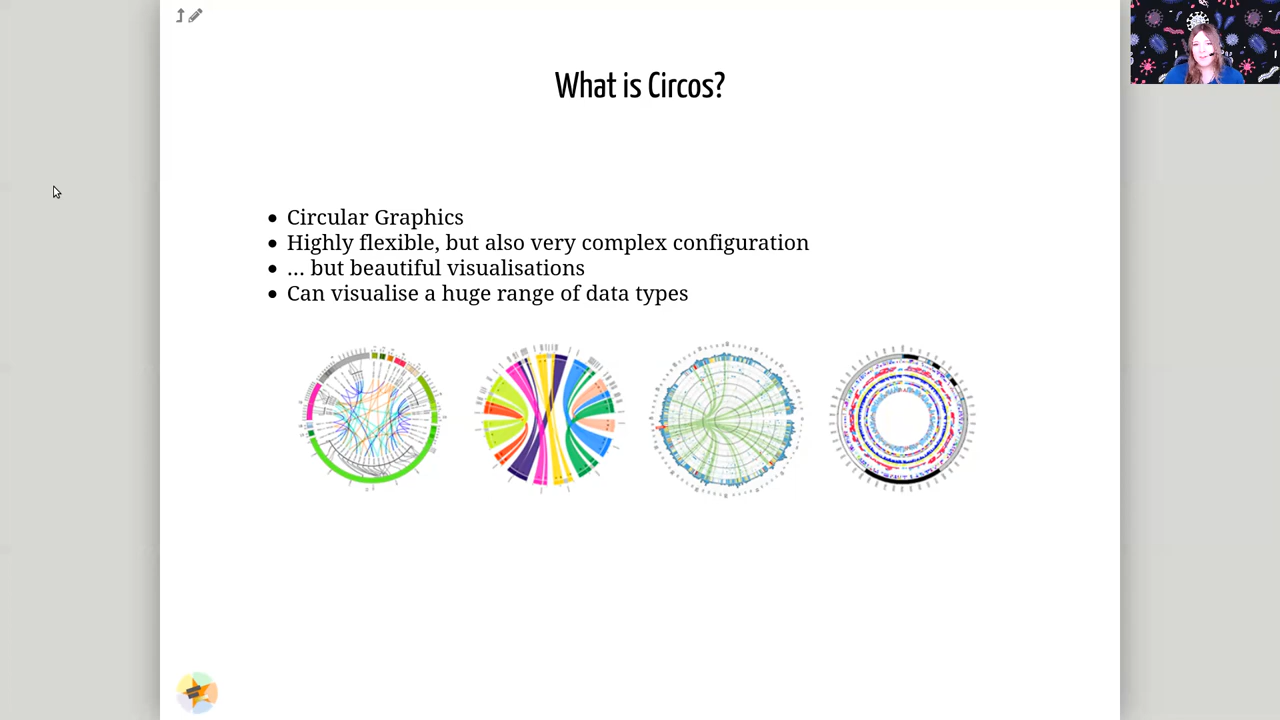 What is Circos?
Circular Graphics
Highly flexible, but also very complex configuration
... but beautiful visualisations
Can visualise a huge range of data types